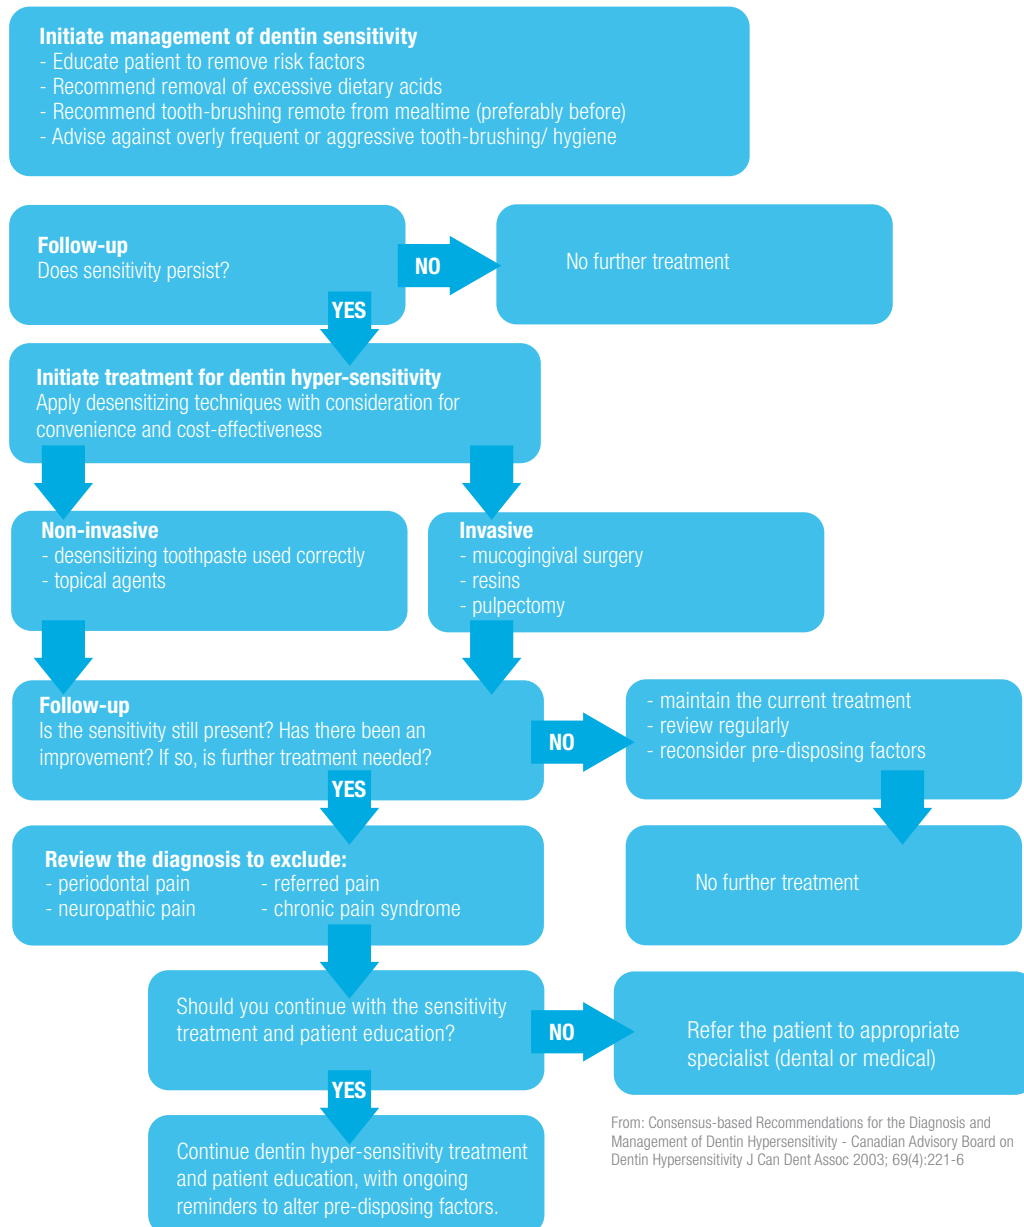 Initiate management of dentin sensitivity
- Educate patient to remove risk factors
- Recommend removal of excessive dietary acids
- Recommend tooth-brushing remote from mealtime (preferably before)
- Advise against overly frequent or aggressive tooth-brushing/ hygiene
Follow-up
Does sensitivity persist?
NO
No further treatment
YES
Initiate treatment for dentin hyper-sensitivity
Apply desensitizing techniques with consideration for
convenience and cost-effectiveness
Non-invasive
- desensitizing toothpaste used correctly
- topical agents
Invasive
- mucogingival surgery
- resins
- pulpectomy
Follow-up
Is the sensitivity still present? Has there been an
improvement? If so, is further treatment needed?
NO
- maintain the current treatment
- review regularly
- reconsider pre-disposing factors
YES
Review the diagnosis to exclude:
- periodontal pain - referred pain
- neuropathic pain - chronic pain syndrome
No further treatment
Should you continue with the sensitivity
treatment and patient education?
NO
Refer the patient to appropriate
specialist (dental or medical)
YES
Continue dentin hyper-sensitivity treatment
and patient education, with ongoing
reminders to alter pre-disposing factors.
From: Consensus-based Recommendations for the Diagnosis and
Management of Dentin Hypersensitivity - Canadian Advisory Board on
Dentin Hypersensitivity J Can Dent Assoc 2003; 69(4):221-6